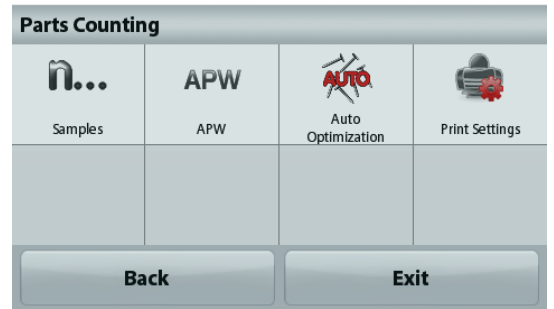 Parts Counting
n...
APW
AUTO
Samples
APW
Auto
Optimization
Print Settings
Back
Exit